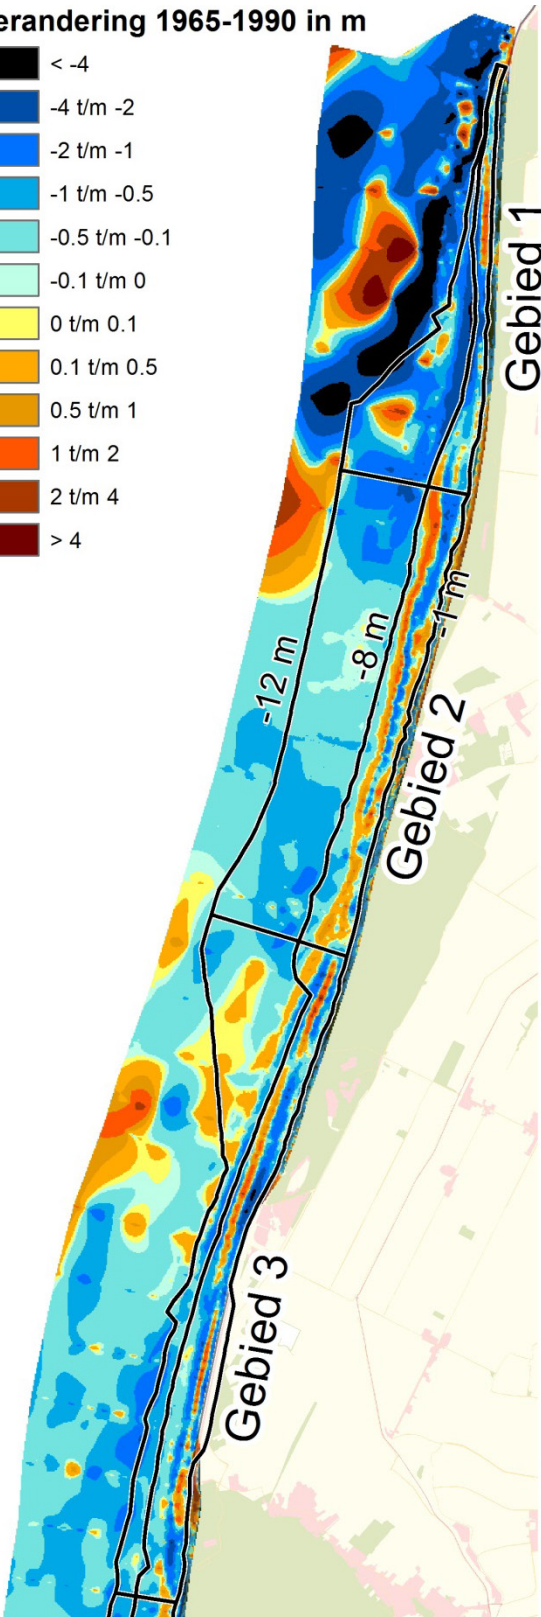 erandering 1965-1990 in m
< -4
-4 t/m -2
-2 t/m -1
-1 t/m -0.5
-0.5 t/m -0.1
-0.1 t/m 0
0 t/m 0.1
0.1 t/m 0.5
0.5 t/m 1
1 t/m 2
2 t/m 4
> 4
Gebied 1
-1 m
-8 m
-12 m
Gebied 2
Gebied 3